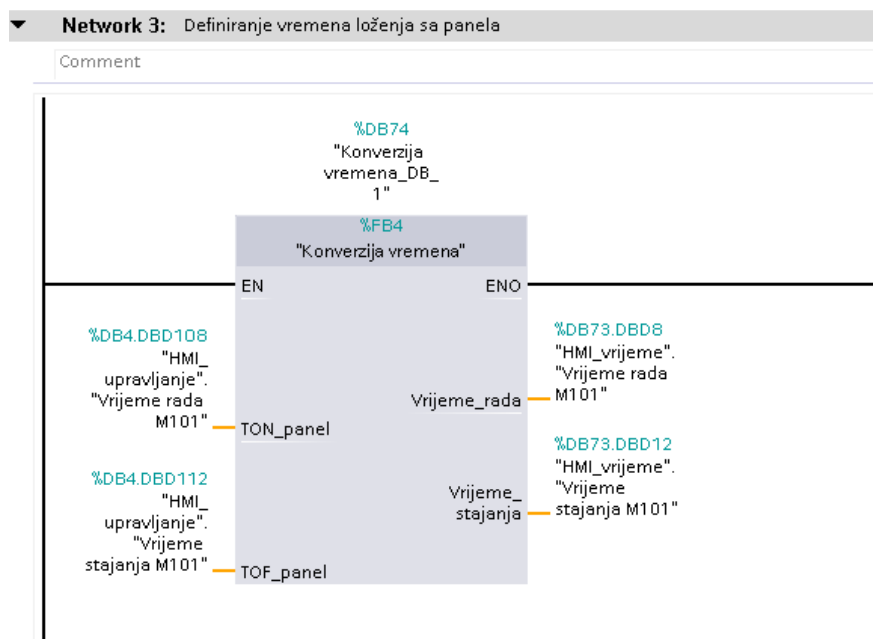 Network 3: Definiranje vremena loženja sa panela
Comment
%DB74
"Konverzija
vremena_DB_
1"
%FB4
"Konverzija vremena"
EN
ENO
%DB4.DBD108
"HMI_
upravljanje".
"Vrijeme rada
M101"
TON_panel
Vrijeme_rada
%DB73.DBD8
"HMI_vrijeme".
"Vrijeme rada
M101"
%DB4.DBD112
"HMI_
upravljanje".
"Vrijeme
stajanja M101"
TOF_panel
Vrijeme_
stajanja
%DB73.DBD12
"HMI_vrijeme".
"Vrijeme
stajanja M101"